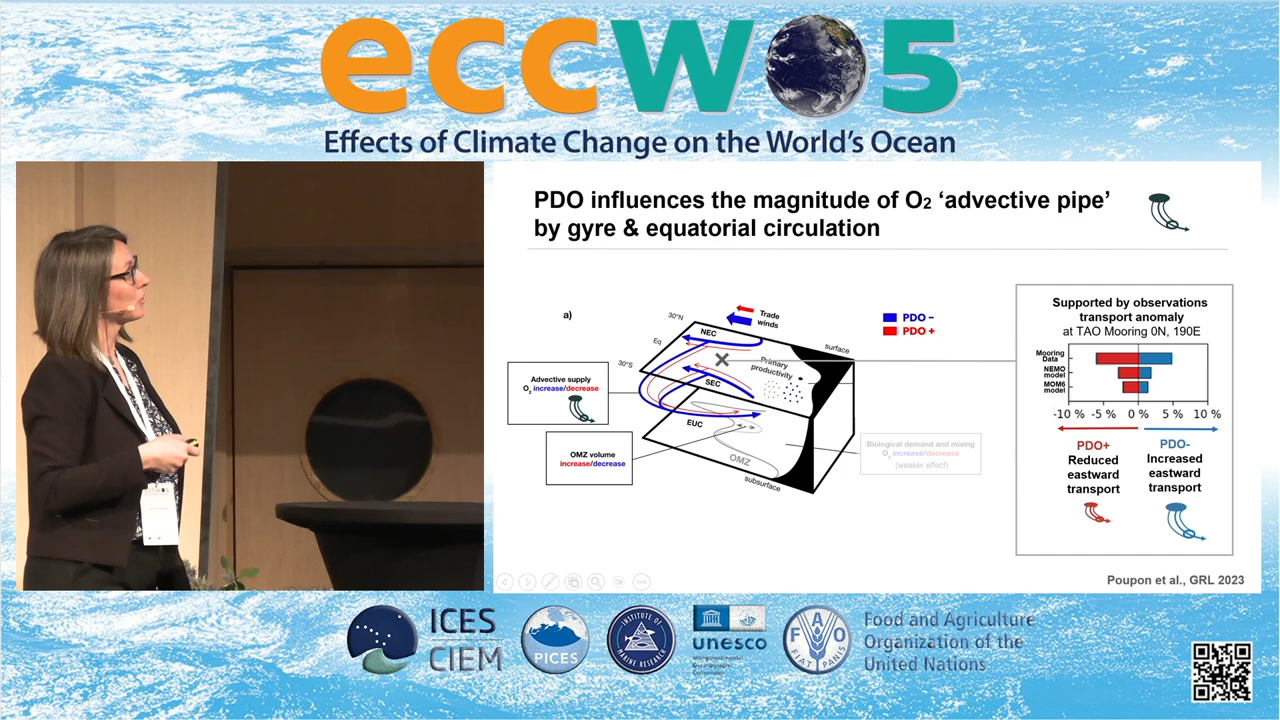 eccwo5
Effects of Climate Change on the World's Ocean
PDO influences the magnitude of O₂ 'advective pipe'
by gyre & equatorial circulation
a)
30°N
Eq
30°S
NEC
SEC
EUC
Trade
winds
surface
Primary
productivity
OMZ
subsurface
PDO –
PDO +
Advective supply
O₂ increase/decrease
OMZ volume
increase/decrease
Biological demand and mixing
O₂ increase/decrease
(weaker effect)
Supported by observations
transport anomaly
at TAO Mooring 0N, 190E
Mooring
Data
NEMO
model
MOM6
model
-10 % -5 % 0 % 5 % 10 %
PDO+
Reduced
eastward
transport
PDO-
Increased
eastward
transport
Poupon et al., GRL 2023
ICES
CIEM
PICES
INSTITUTE OF
MARINE RESEARCH
unesco
Intergovernmental
Oceanographic
Commission
FAO
FIAT PANIS
Food and Agriculture
Organization of the
United Nations